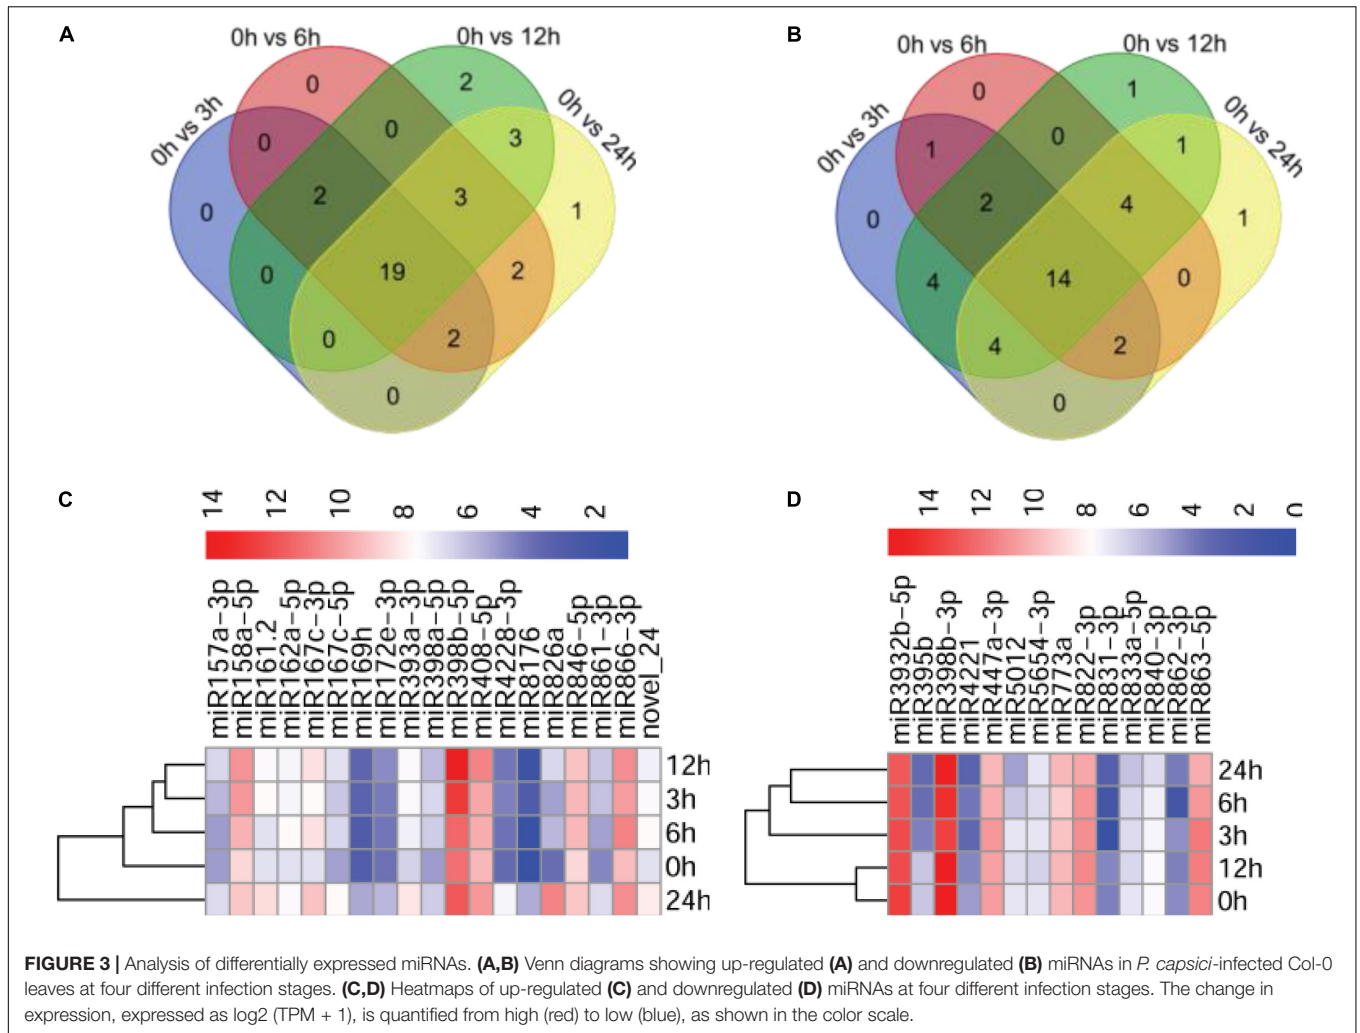 A
0h vs 3h
0h vs 6h
0h vs 12h
0h vs 24h
0
2
0
0
3
0
2
3
1
0
19
2
0
2
0
B
0h vs 3h
0h vs 6h
0h vs 12h
0h vs 24h
0
1
0
1
1
0
2
4
1
4
14
0
4
2
0
C
14 12 10 8 6 4 2
miR157a-3p
miR158a-5p
miR161.2
miR162a-5p
miR167c-3p
miR167c-5p
miR169h
miR172e-3p
miR393a-3p
miR398a-5p
miR398b-5p
miR408-5p
miR4228-3p
miR8176
miR826a
miR846-5p
miR861-3p
miR866-3p
novel_24
12h
3h
6h
0h
24h
D
14 12 10 8 6 4 2 0
miR3932b-5p
miR395b
miR398b-3p
miR4221
miR447a-3p
miR5012
miR5654-3p
miR773a
miR822-3p
miR831-3p
miR833a-5p
miR840-3p
miR862-3p
miR863-5p
24h
6h
3h
12h
0h
FIGURE 3 | Analysis of differentially expressed miRNAs. (A,B) Venn diagrams showing up-regulated (A) and downregulated (B) miRNAs in P. capsici-infected Col-0
leaves at four different infection stages. (C,D) Heatmaps of up-regulated (C) and downregulated (D) miRNAs at four different infection stages. The change in
expression, expressed as log2 (TPM + 1), is quantified from high (red) to low (blue), as shown in the color scale.